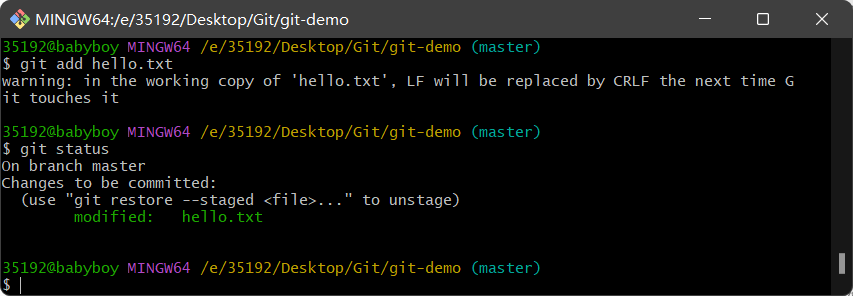 MINGW64:/e/35192/Desktop/Git/git-demo
35192@babyboy MINGW64 /e/35192/Desktop/Git/git-demo (master)
$ git add hello.txt
warning: in the working copy of 'hello.txt', LF will be replaced by CRLF the next time G
it touches it
35192@babyboy MINGW64 /e/35192/Desktop/Git/git-demo (master)
$ git status
On branch master
Changes to be committed:
  (use "git restore --staged <file>..." to unstage)
        modified:   hello.txt
35192@babyboy MINGW64 /e/35192/Desktop/Git/git-demo (master)
$